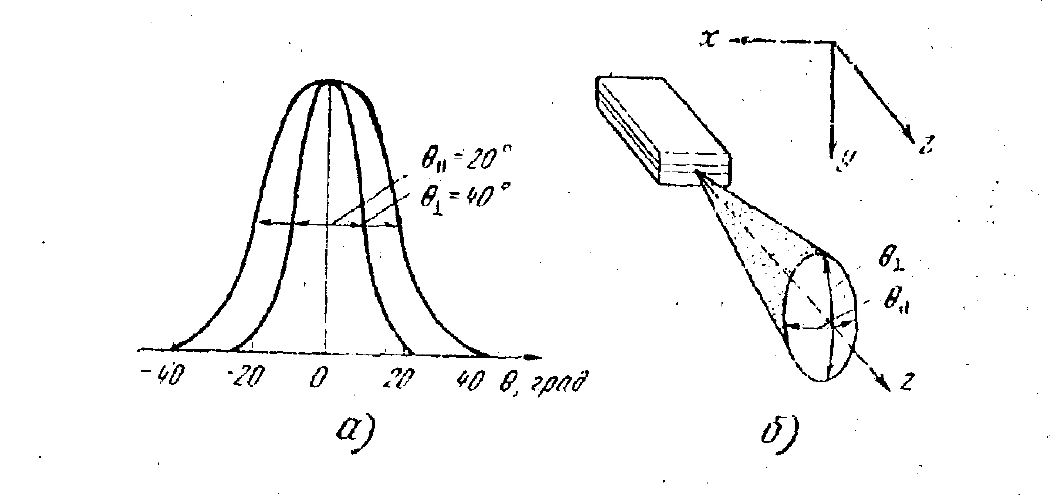 x
y
z
θ∥ = 20°
θ⊥ = 40°
θ⊥
θ∥
z
-40 -20 0 20 40 θ, град
а)
б)